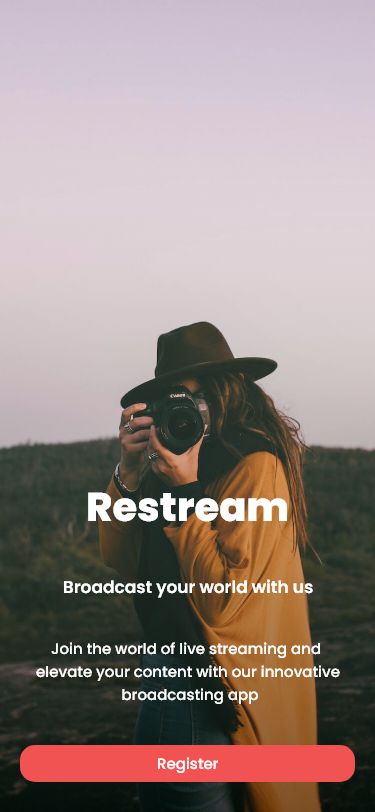 Canon
Restream
Broadcast your world with us
Join the world of live streaming and
elevate your content with our innovative
broadcasting app
Register